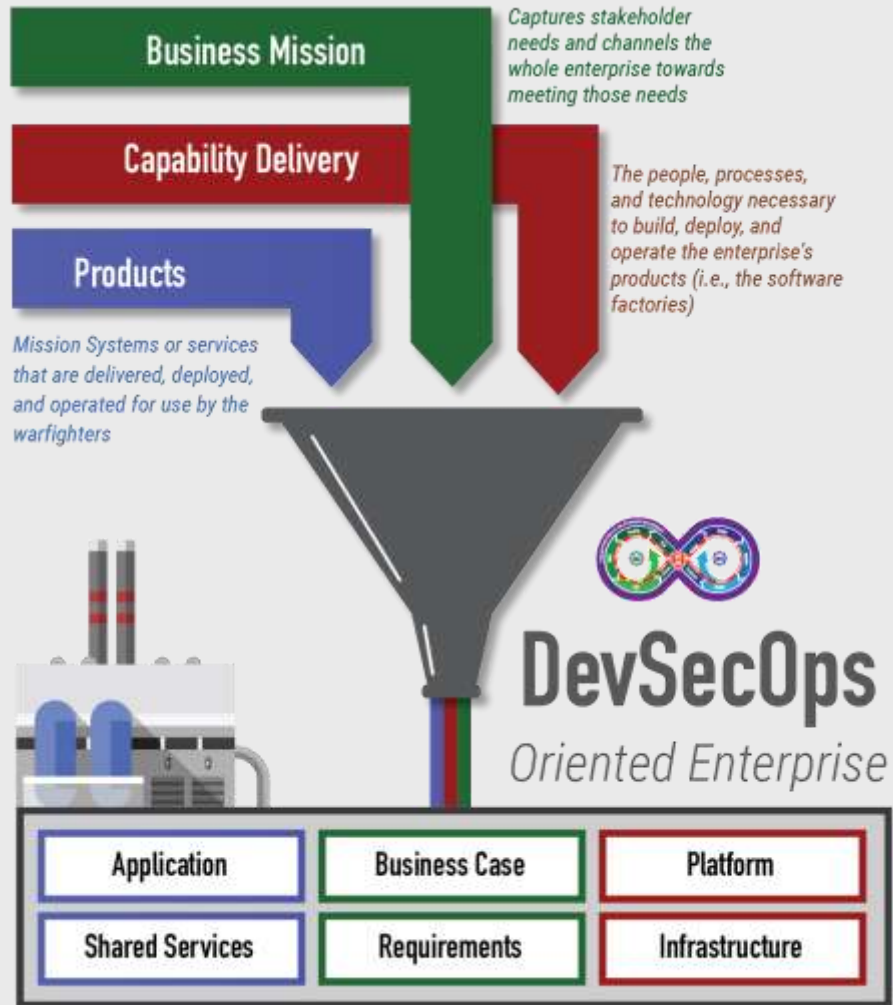 Business Mission
Captures stakeholder
needs and channels the
whole enterprise towards
meeting those needs
Capability Delivery
The people, processes,
and technology necessary
to build, deploy, and
operate the enterprise's
products (i.e., the software
factories)
Products
Mission Systems or services
that are delivered, deployed,
and operated for use by the
warfighters
DevSecOps
Oriented Enterprise
Application
Business Case
Platform
Shared Services
Requirements
Infrastructure